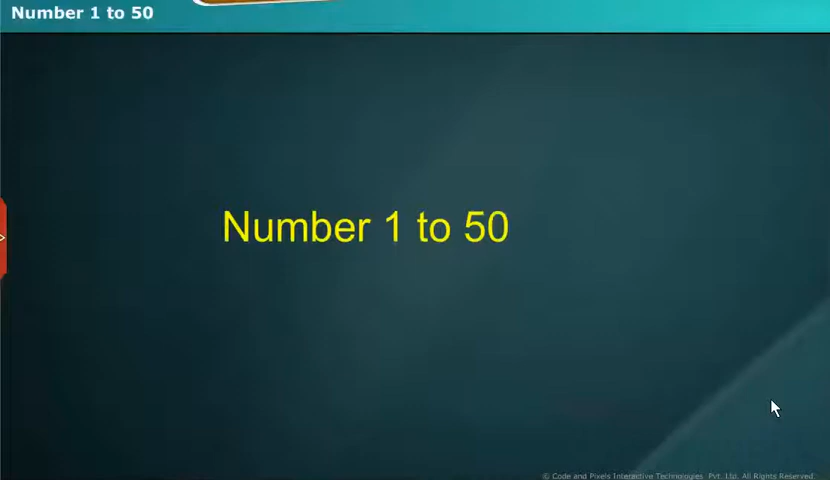 Number 1 to 50
Number 1 to 50
© Code and Pixels Interactive Technologies. Pvt. Ltd. All Rights Reserved.